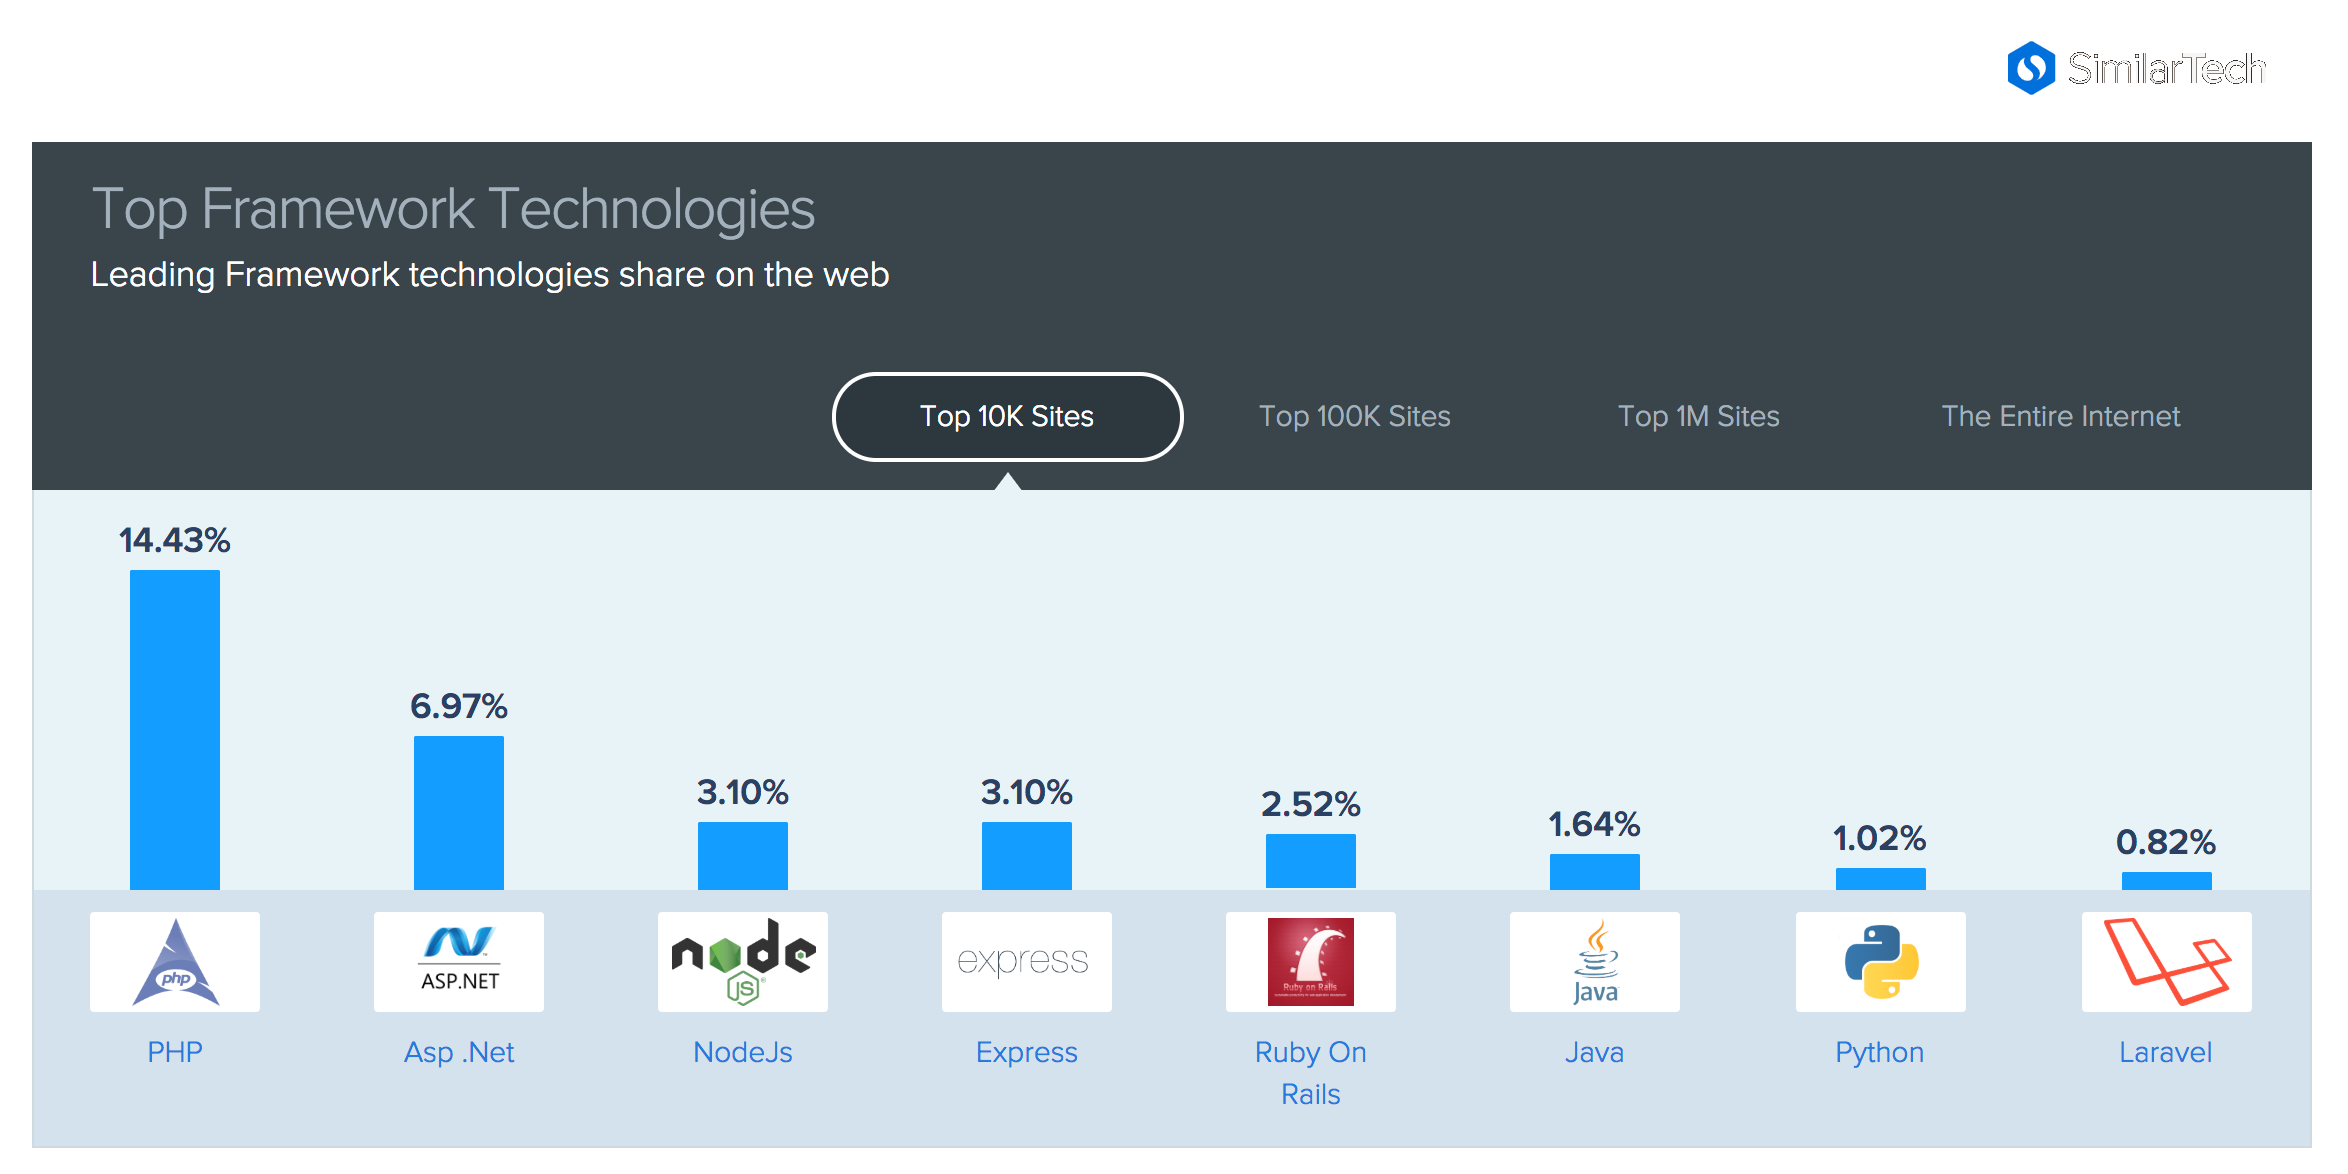 SimilarTech
Top Framework Technologies
Leading Framework technologies share on the web
Top 10K Sites
Top 100K Sites
Top 1M Sites
The Entire Internet
14.43%
6.97%
3.10%
3.10%
2.52%
1.64%
1.02%
0.82%
php
ASP.NET
node
JS
express
Ruby on Rails
Java
PHP
Asp .Net
NodeJs
Express
Ruby On
Rails
Java
Python
Laravel